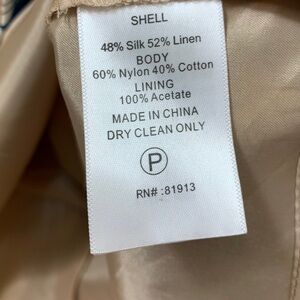 SHELL
48% Silk 52% Linen
BODY
60% Nylon 40% Cotton
LINING
100% Acetate
MADE IN CHINA
DRY CLEAN ONLY
P
RN# :81913